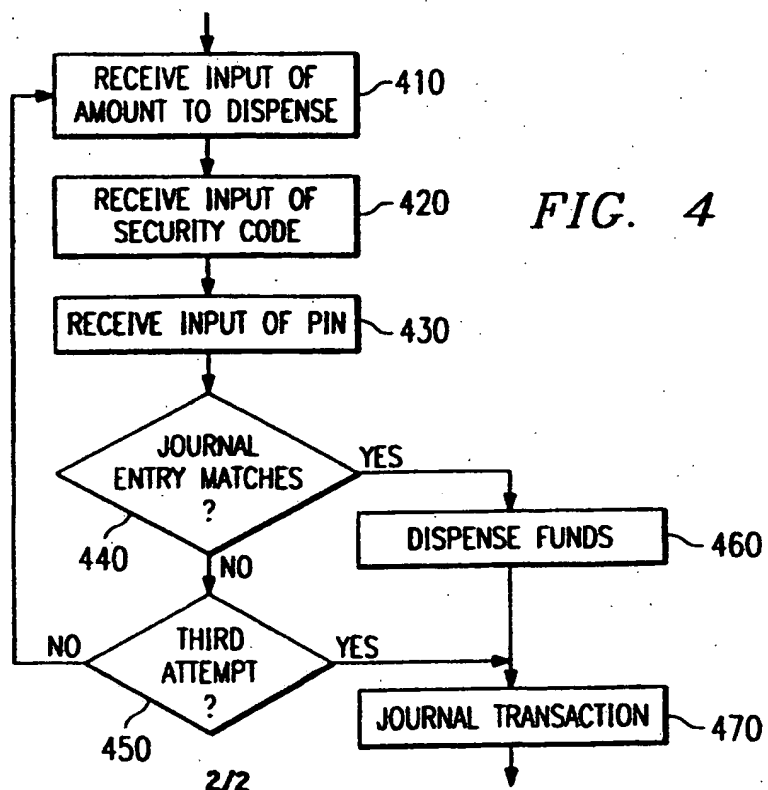 RECEIVE INPUT OF
AMOUNT TO DISPENSE
410
RECEIVE INPUT OF
SECURITY CODE
420
FIG. 4
RECEIVE INPUT OF PIN
430
JOURNAL
ENTRY MATCHES
?
YES
440
NO
DISPENSE FUNDS
460
THIRD
ATTEMPT
?
NO
YES
450
JOURNAL TRANSACTION
470
2/2